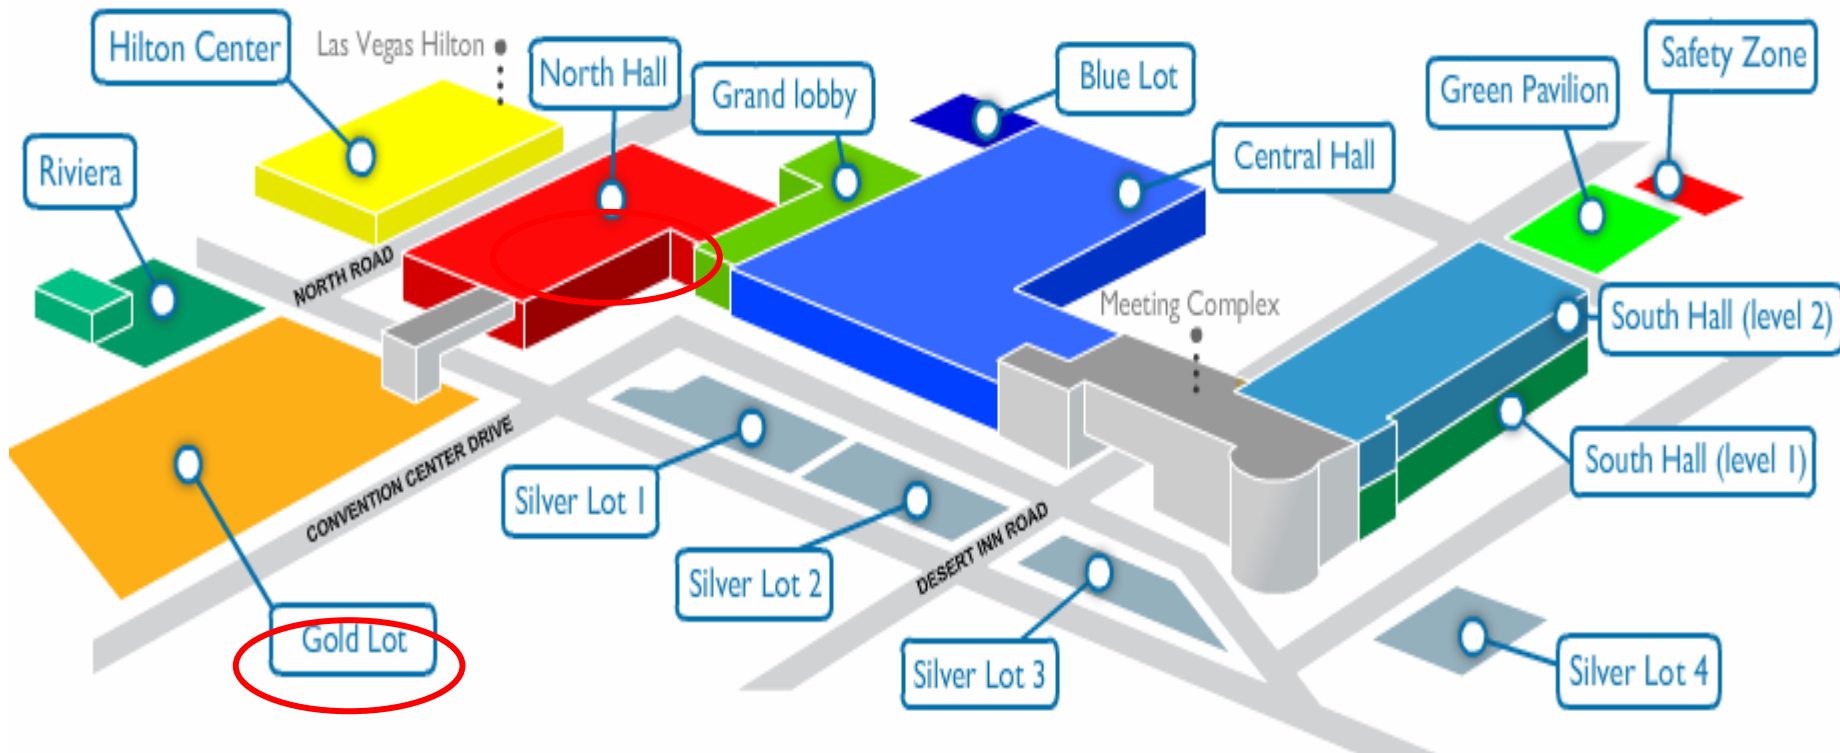 Hilton Center
Las Vegas Hilton
North Hall
Grand lobby
Blue Lot
Central Hall
Green Pavilion
Safety Zone
Riviera
NORTH ROAD
Meeting Complex
South Hall (level 2)
South Hall (level 1)
CONVENTION CENTER DRIVE
Silver Lot 1
Silver Lot 2
DESERT INN ROAD
Gold Lot
Silver Lot 3
Silver Lot 4